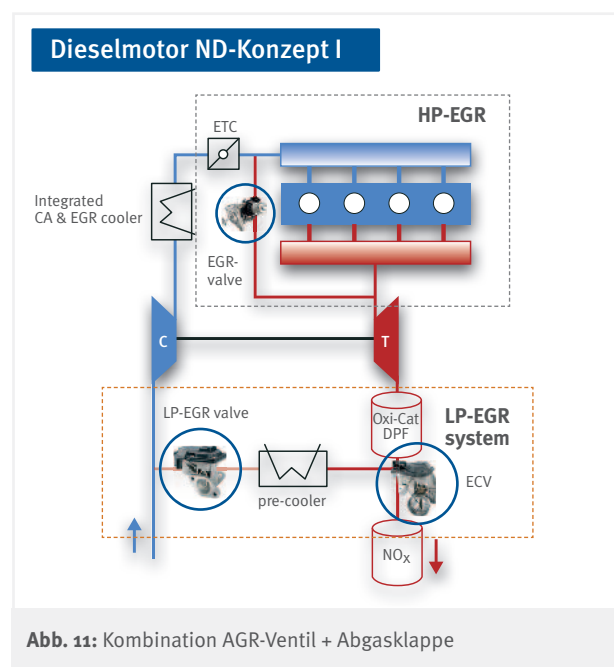 Dieselmotor ND-Konzept I
HP-EGR
ETC
Integrated
CA & EGR cooler
EGR-
valve
C
T
LP-EGR valve
Oxi-Cat
DPF
LP-EGR
system
pre-cooler
ECV
NOx
Abb. 11: Kombination AGR-Ventil + Abgasklappe